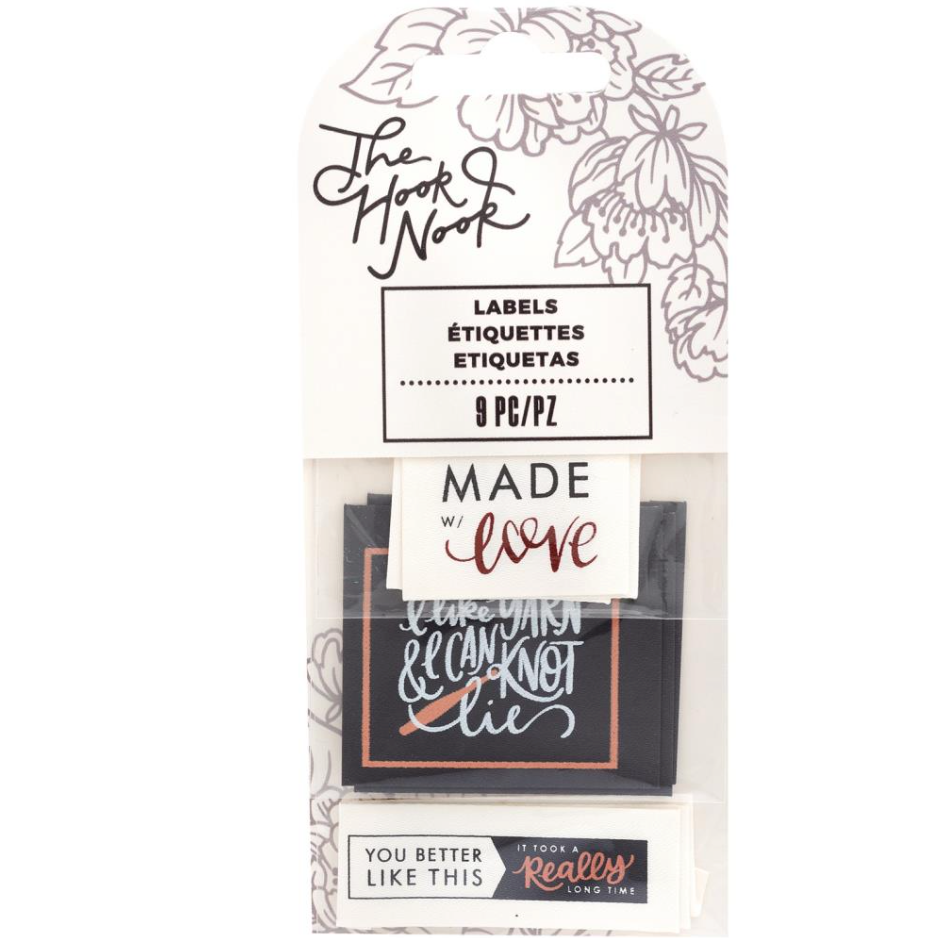 The
Hook
Nook
LABELS
ÉTIQUETTES
ETIQUETAS
9 PC/PZ
MADE
W/ love
I like YARN
& I CAN KNOT
lie
YOU BETTER
LIKE THIS
IT TOOK A
Really
LONG TIME